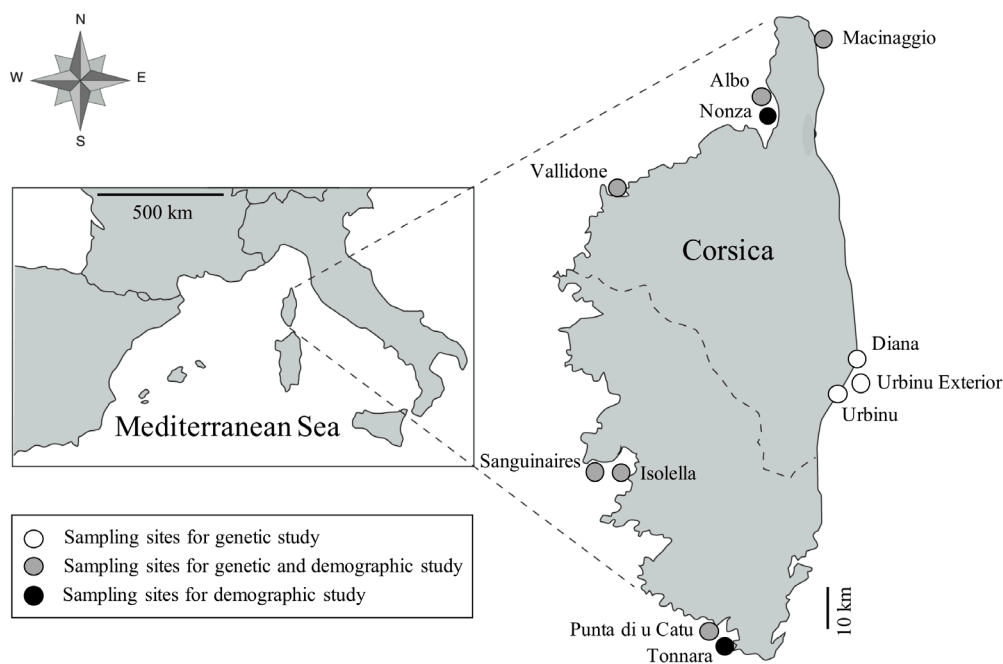 N
W
E
S
Macinaggio
Albo
Nonza
Vallidone
500 km
Corsica
Diana
Urbinu Exterior
Urbinu
Mediterranean Sea
Sanguinaires
Isolella
Sampling sites for genetic study
Sampling sites for genetic and demographic study
Sampling sites for demographic study
10 km
Punta di u Catu
Tonnara